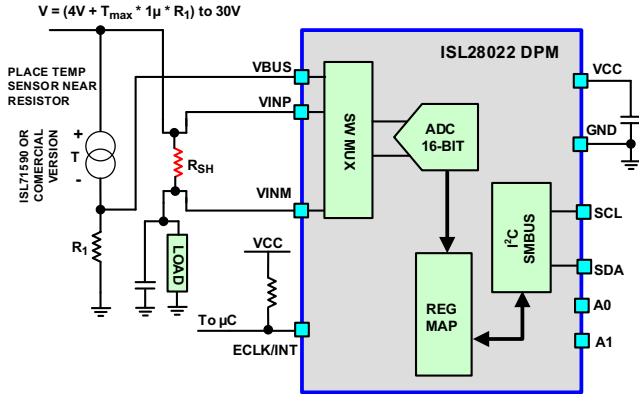 V = (4V + Tmax * 1µ * R1) to 30V
ISL28022 DPM
PLACE TEMP
SENSOR NEAR
RESISTOR
VBUS
VCC
VINP
SW MUX
ADC
16-BIT
GND
ISL71590 OR
COMERICAL
VERSION
+
T
-
RSH
VINM
I2C
SMBUS
SCL
R1
LOAD
VCC
SDA
REG
MAP
A0
To µC
ECLK/INT
A1